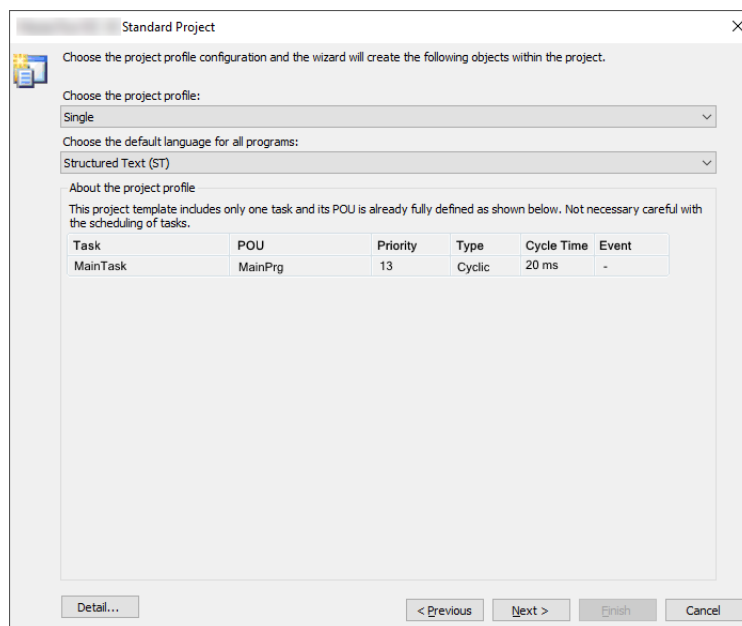 Standard Project
Choose the project profile configuration and the wizard will create the following objects within the project.
Choose the project profile:
Single
Choose the default language for all programs:
Structured Text (ST)
About the project profile
This project template includes only one task and its POU is already fully defined as shown below. Not necessary careful with
the scheduling of tasks.
Task POU Priority Type Cycle Time Event
MainTask MainPrg 13 Cyclic 20 ms -
Detail... < Previous Next > Finish Cancel